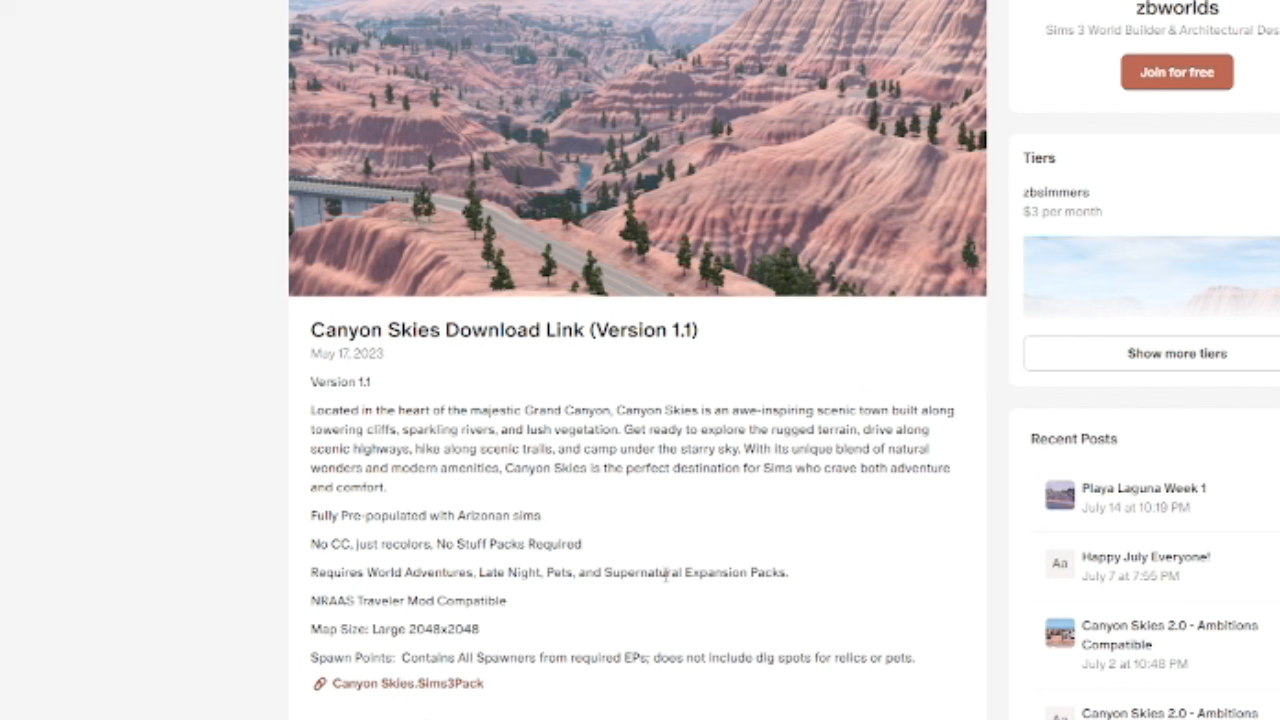 zbworlds
Sims 3 World Builder & Architectural Des
Join for free
Tiers
zbsimmers
$3 per month
Show more tiers
Canyon Skies Download Link (Version 1.1)
May 17, 2023
Version 1.1
Located in the heart of the majestic Grand Canyon, Canyon Skies is an awe-inspiring scenic town built along
towering cliffs, sparkling rivers, and lush vegetation. Get ready to explore the rugged terrain, drive along
scenic highways, hike along scenic trails, and camp under the starry sky. With its unique blend of natural
wonders and modern amenities, Canyon Skies is the perfect destination for Sims who crave both adventure
and comfort.
Fully Pre-populated with Arizonan sims
No CC, just recolors, No Stuff Packs Required
Requires World Adventures, Late Night, Pets, and Supernatural Expansion Packs.
NRAAS Traveler Mod Compatible
Map Size: Large 2048x2048
Spawn Points: Contains All Spawners from required EPs; does not include dig spots for relics or pets.
Canyon Skies.Sims3Pack
Recent Posts
Playa Laguna Week 1
July 14 at 10:19 PM
Aa
Happy July Everyone!
July 7 at 7:55 PM
Canyon Skies 2.0 - Ambitions
Compatible
July 2 at 10:48 PM
Aa
Canyon Skies 2.0 - Ambitions